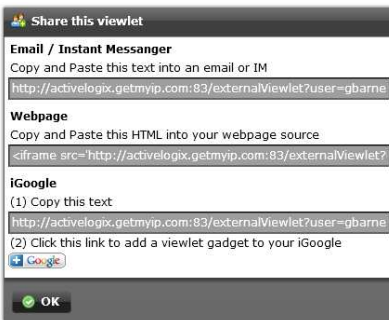 Share this viewlet
Email / Instant Messanger
Copy and Paste this text into an email or IM
http://activelogix.getmyip.com:83/externalViewlet?user=gbarne
Webpage
Copy and Paste this HTML into your webpage source
<iframe src='http://activelogix.getmyip.com:83/externalViewlet?
iGoogle
(1) Copy this text
http://activelogix.getmyip.com:83/externalViewlet?user=gbarne
(2) Click this link to add a viewlet gadget to your iGoogle
+ Google
OK